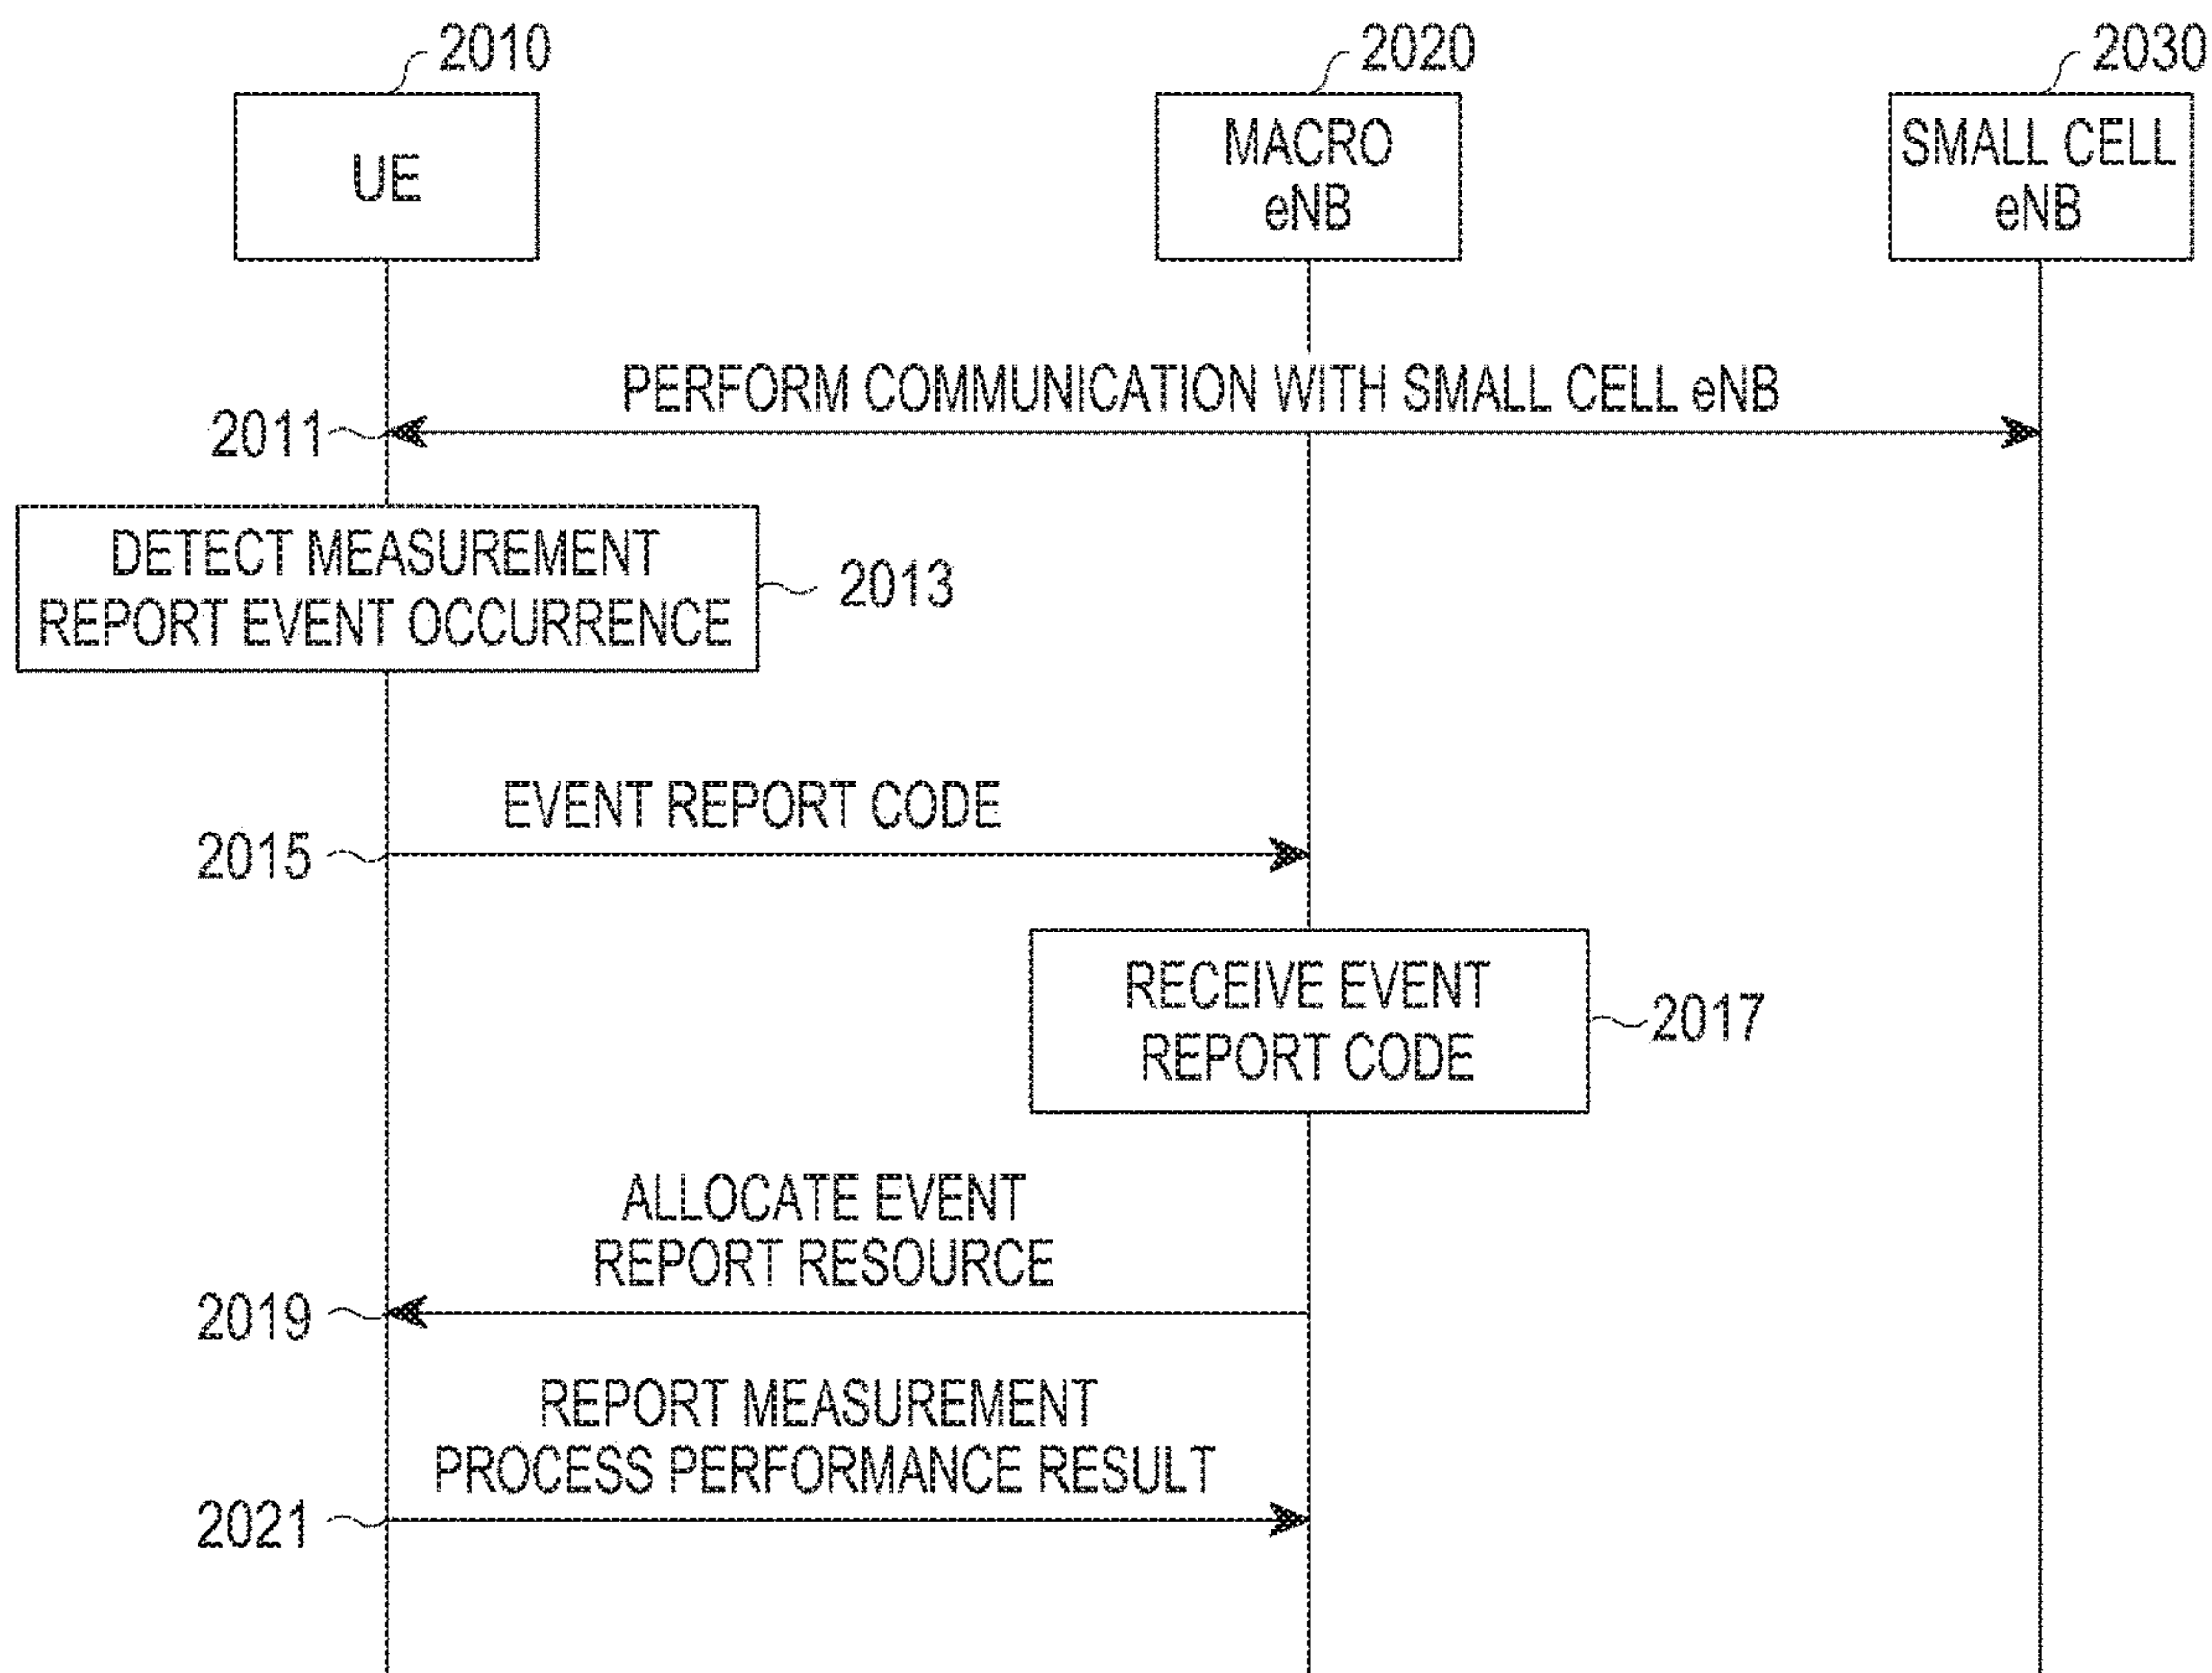 2010
2020
2030
UE
MACRO
eNB
SMALL CELL
eNB
PERFORM COMMUNICATION WITH SMALL CELL eNB
2011
DETECT MEASUREMENT
REPORT EVENT OCCURRENCE
2013
EVENT REPORT CODE
2015
RECEIVE EVENT
REPORT CODE
2017
ALLOCATE EVENT
REPORT RESOURCE
2019
REPORT MEASUREMENT
PROCESS PERFORMANCE RESULT
2021